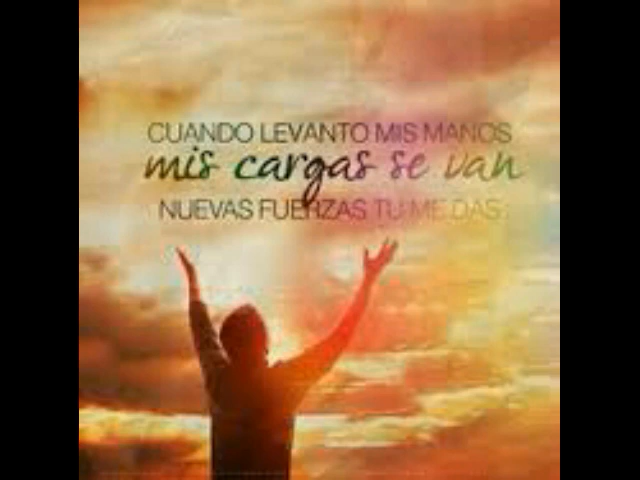 CUANDO LEVANTO MIS MANOS
mis cargas se van
NUEVAS FUERZAS TU ME DAS